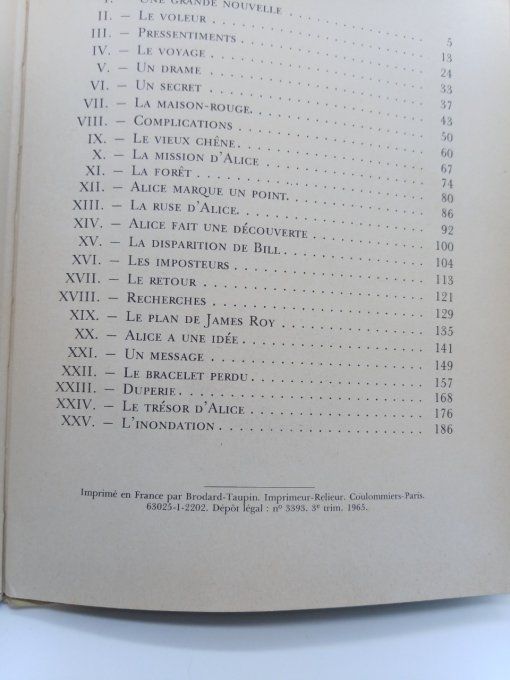 I. – UNE GRANDE NOUVELLE . . . 5
II. – LE VOLEUR . . . 13
III. – PRESSENTIMENTS . . . 24
IV. – LE VOYAGE . . . 33
V. – UN DRAME . . . 37
VI. – UN SECRET . . . 43
VII. – LA MAISON-ROUGE. . . . 50
VIII. – COMPLICATIONS . . . 60
IX. – LE VIEUX CHÊNE. . . . 67
X. – LA MISSION D'ALICE . . . 74
XI. – LA FORÊT . . . 80
XII. – ALICE MARQUE UN POINT. . . . 86
XIII. – LA RUSE D'ALICE. . . . 92
XIV. – ALICE FAIT UNE DÉCOUVERTE . . . 100
XV. – LA DISPARITION DE BILL . . . 104
XVI. – LES IMPOSTEURS . . . 113
XVII. – LE RETOUR . . . 121
XVIII. – RECHERCHES . . . 129
XIX. – LE PLAN DE JAMES ROY . . . 135
XX. – ALICE A UNE IDÉE . . . 141
XXI. – UN MESSAGE . . . 149
XXII. – LE BRACELET PERDU . . . 157
XXIII. – DUPERIE . . . 168
XXIV. – LE TRÉSOR D'ALICE . . . 176
XXV. – L'INONDATION . . . 186
Imprimé en France par Brodard-Taupin. Imprimeur-Relieur. Coulommiers-Paris.
63025-I-2202. Dépôt légal : nº 3393. 3e trim. 1965.